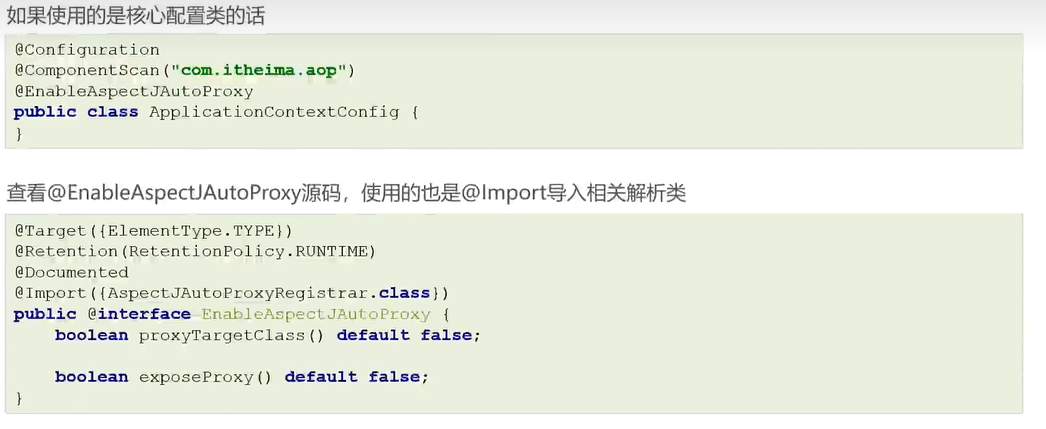 如果使用的是核心配置类的话
@Configuration
@ComponentScan("com.itheima.aop")
@EnableAspectJAutoProxy
public class ApplicationContextConfig {
}
查看@EnableAspectJAutoProxy源码，使用的也是@Import导入相关解析类
@Target({ElementType.TYPE})
@Retention(RetentionPolicy.RUNTIME)
@Documented
@Import({AspectJAutoProxyRegistrar.class})
public @interface EnableAspectJAutoProxy {
    boolean proxyTargetClass() default false;
    boolean exposeProxy() default false;
}